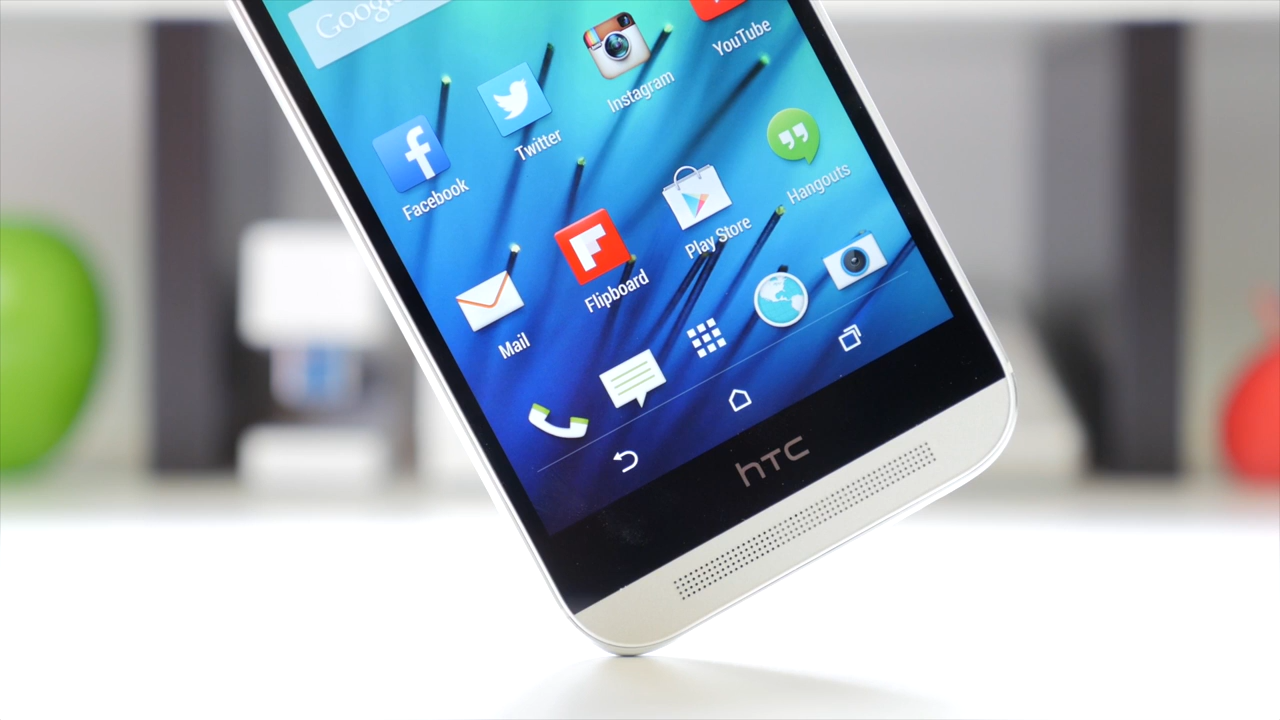 Google
YouTube
Instagram
Twitter
Facebook
Hangouts
Play Store
Flipboard
Mail
hTC